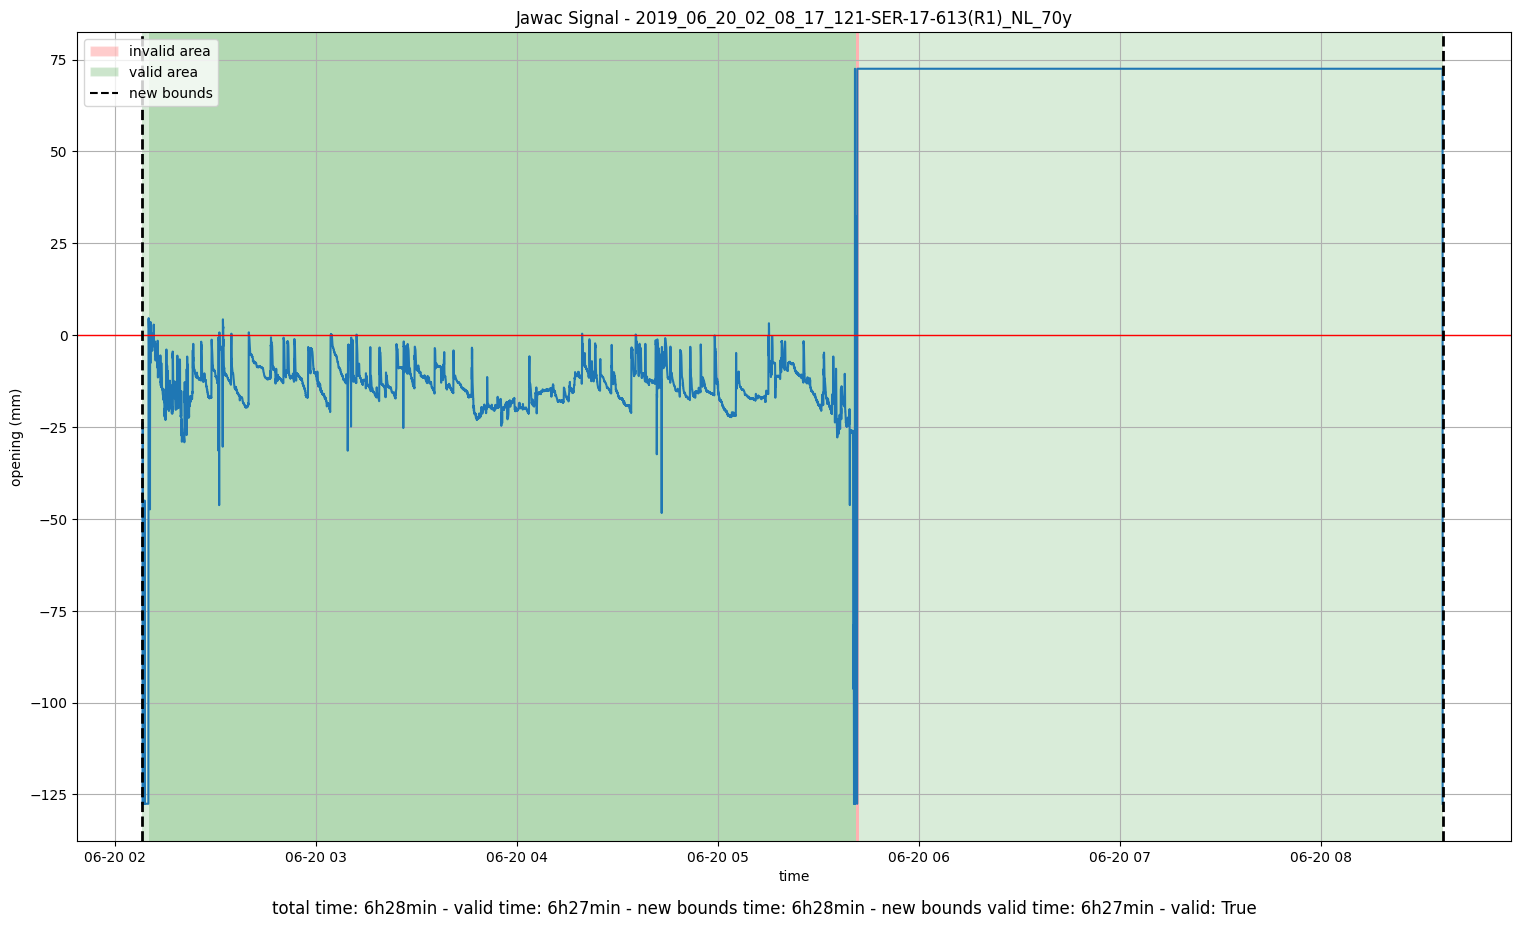 Jawac Signal - 2019_06_20_02_08_17_121-SER-17-613(R1)_NL_70y
invalid area
valid area
new bounds
75
50
25
0
−25
−50
−75
−100
−125
opening (mm)
06-20 02
06-20 03
06-20 04
06-20 05
06-20 06
06-20 07
06-20 08
time
total time: 6h28min - valid time: 6h27min - new bounds time: 6h28min - new bounds valid time: 6h27min - valid: True